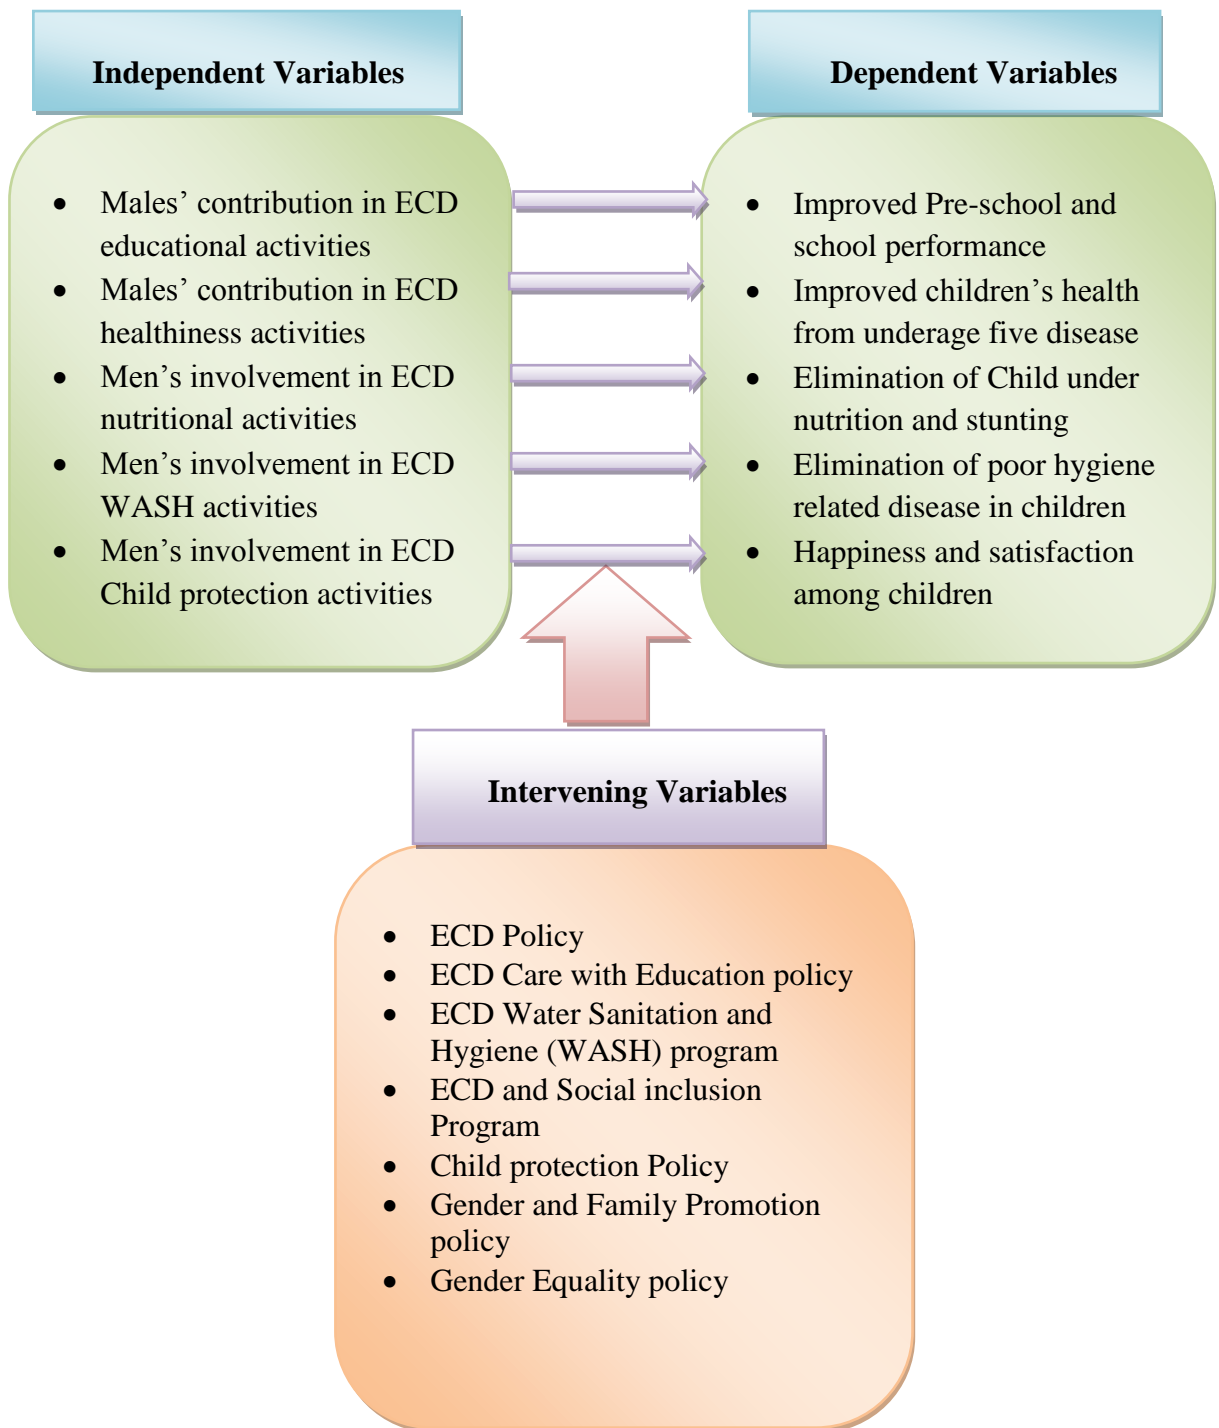 Independent Variables
Males’ contribution in ECD
educational activities
Males’ contribution in ECD
healthiness activities
Men’s involvement in ECD
nutritional activities
Men’s involvement in ECD
WASH activities
Men’s involvement in ECD
Child protection activities
Dependent Variables
Improved Pre-school and
school performance
Improved children’s health
from underage five disease
Elimination of Child under
nutrition and stunting
Elimination of poor hygiene
related disease in children
Happiness and satisfaction
among children
Intervening Variables
ECD Policy
ECD Care with Education policy
ECD Water Sanitation and
Hygiene (WASH) program
ECD and Social inclusion
Program
Child protection Policy
Gender and Family Promotion
policy
Gender Equality policy